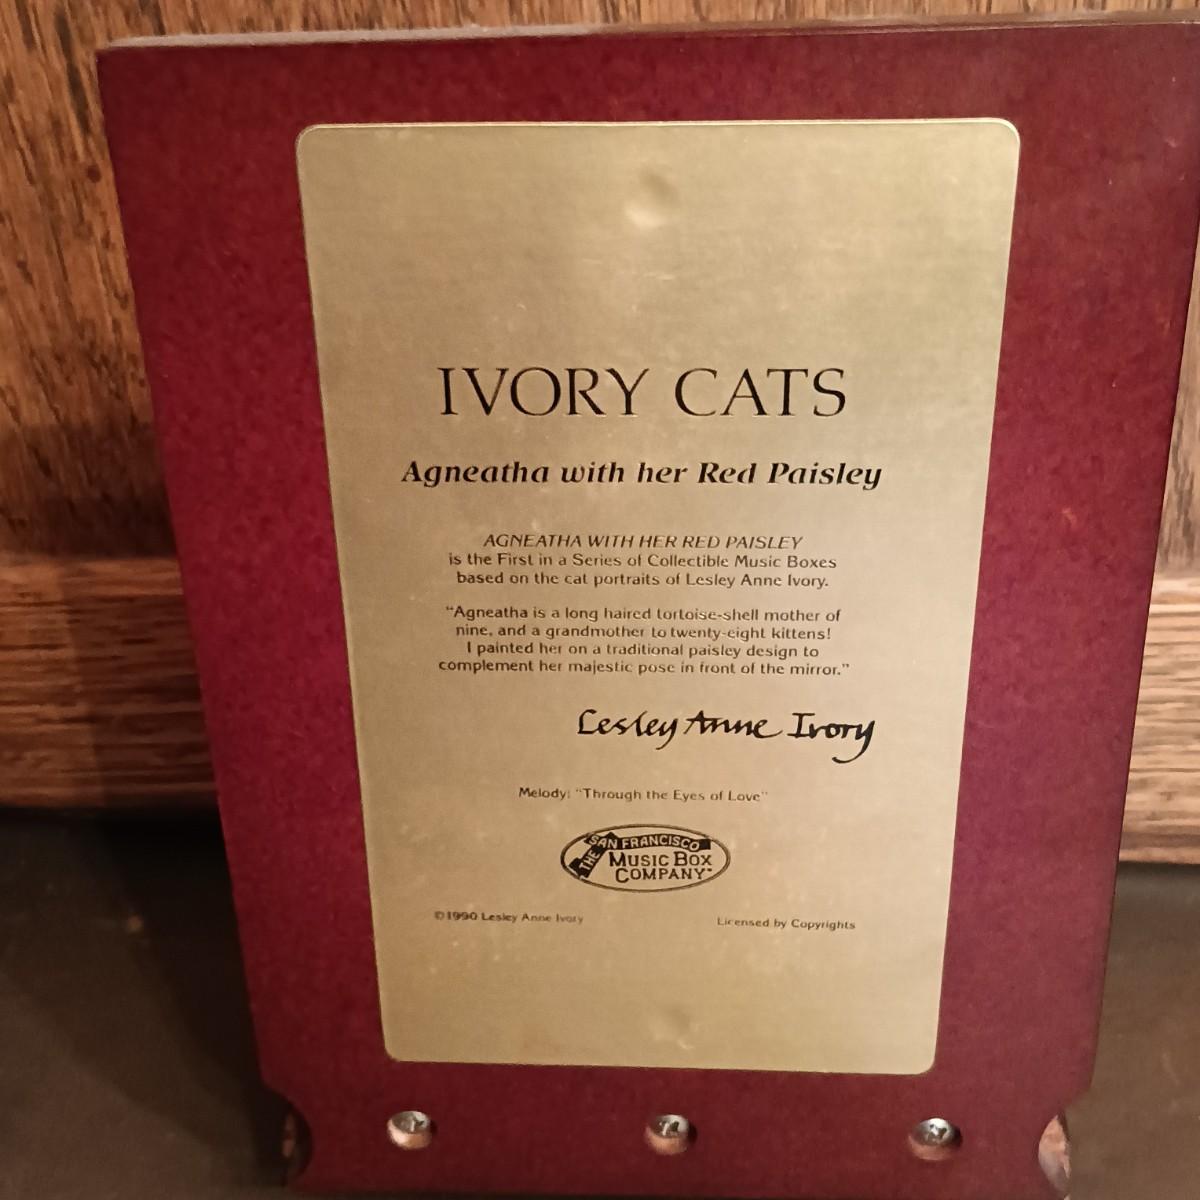 IVORY CATS
Agneatha with her Red Paisley
AGNEATHA WITH HER RED PAISLEY
is the First in a Series of Collectible Music Boxes
based on the cat portraits of Lesley Anne Ivory.
“Agneatha is a long haired tortoise-shell mother of
nine, and a grandmother to twenty-eight kittens!
I painted her on a traditional paisley design to
complement her majestic pose in front of the mirror.”
Lesley Anne Ivory
Melody: "Through the Eyes of Love"
THE SAN FRANCISCO
MUSIC BOX
COMPANY
©1990 Lesley Anne Ivory
Licensed by Copyrights